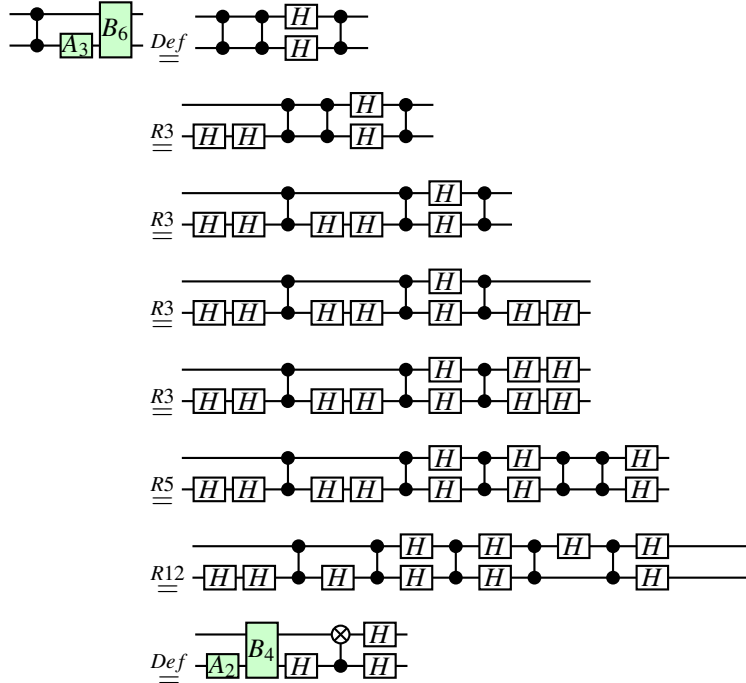 B₆ H
A₃ Def = H
H
R3 = H H H
H
R3 = H H H H H
H
R3 = H H H H H H H
H H H
R3 = H H H H H H H
H H H
R5 = H H H H H H H
H H H H
R12 = H H H H H H
B₄ H
Def = A₂ H H